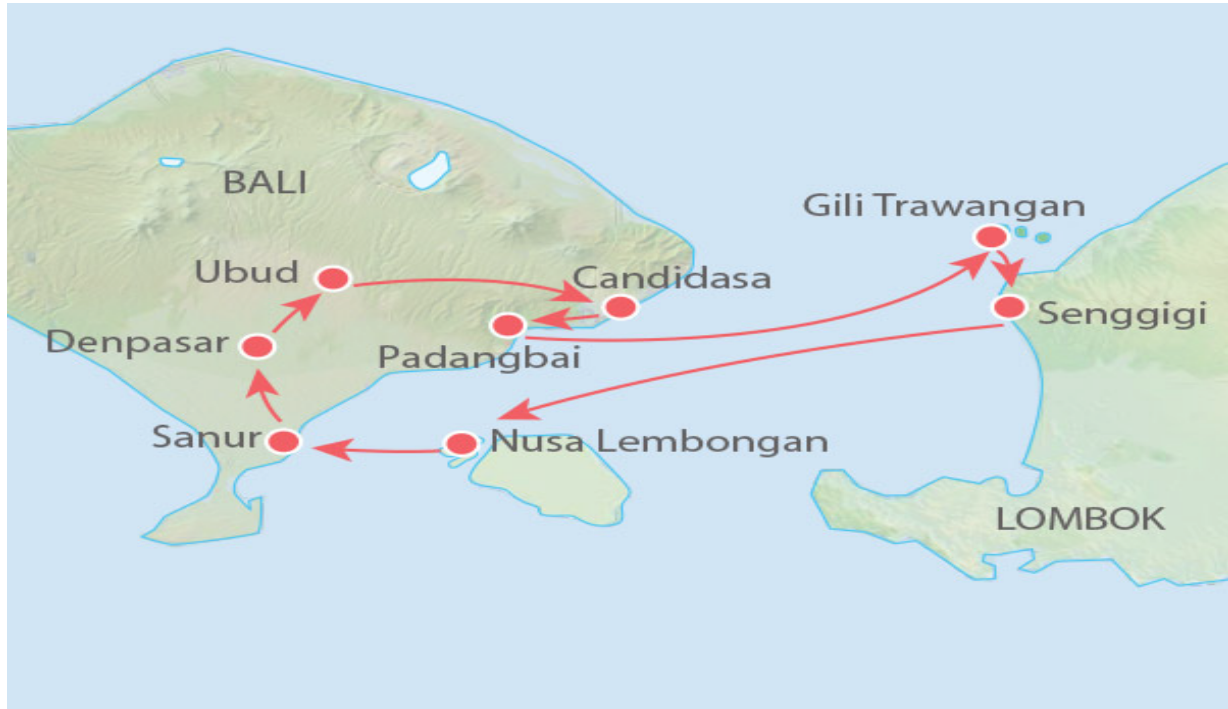 BALI
Gili Trawangan
Ubud
Candidasa
Senggigi
Denpasar
Padangbai
Sanur
Nusa Lembongan
LOMBOK